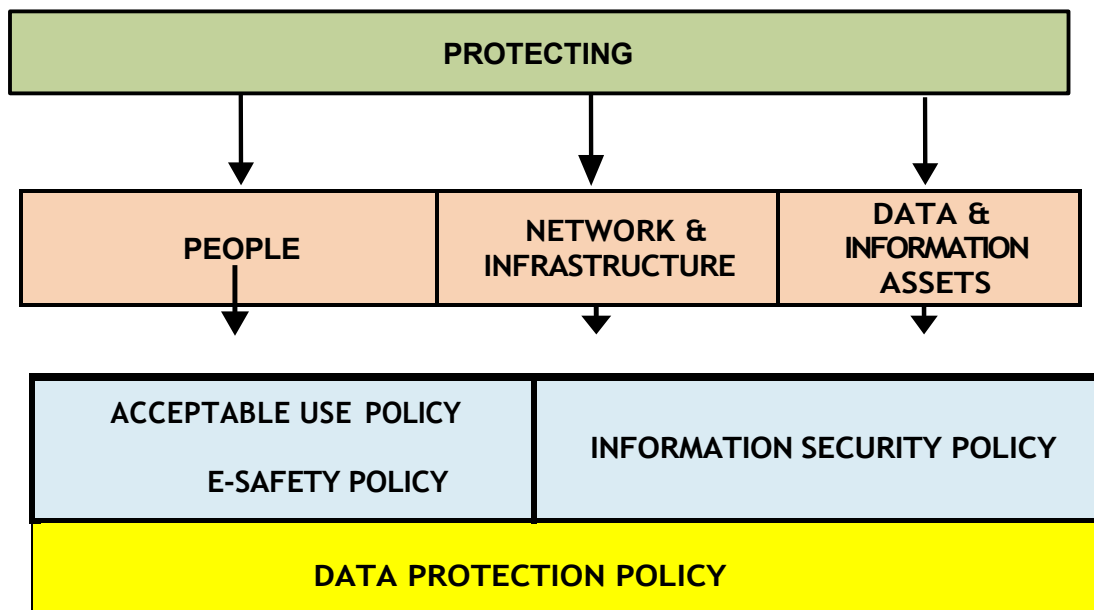 PROTECTING
PEOPLE
NETWORK &
INFRASTRUCTURE
DATA &
INFORMATION
ASSETS
ACCEPTABLE USE POLICY
E-SAFETY POLICY
INFORMATION SECURITY POLICY
DATA PROTECTION POLICY